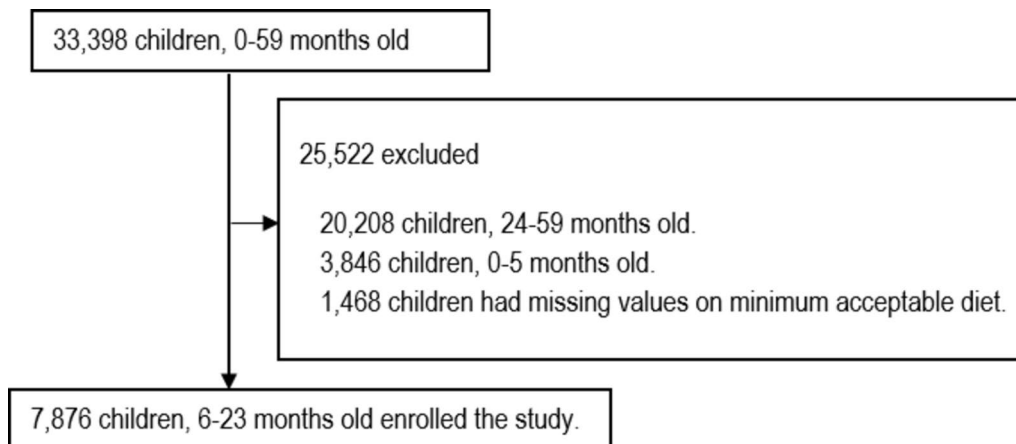 33,398 children, 0-59 months old
25,522 excluded
20,208 children, 24-59 months old.
3,846 children, 0-5 months old.
1,468 children had missing values on minimum acceptable diet.
7,876 children, 6-23 months old enrolled the study.